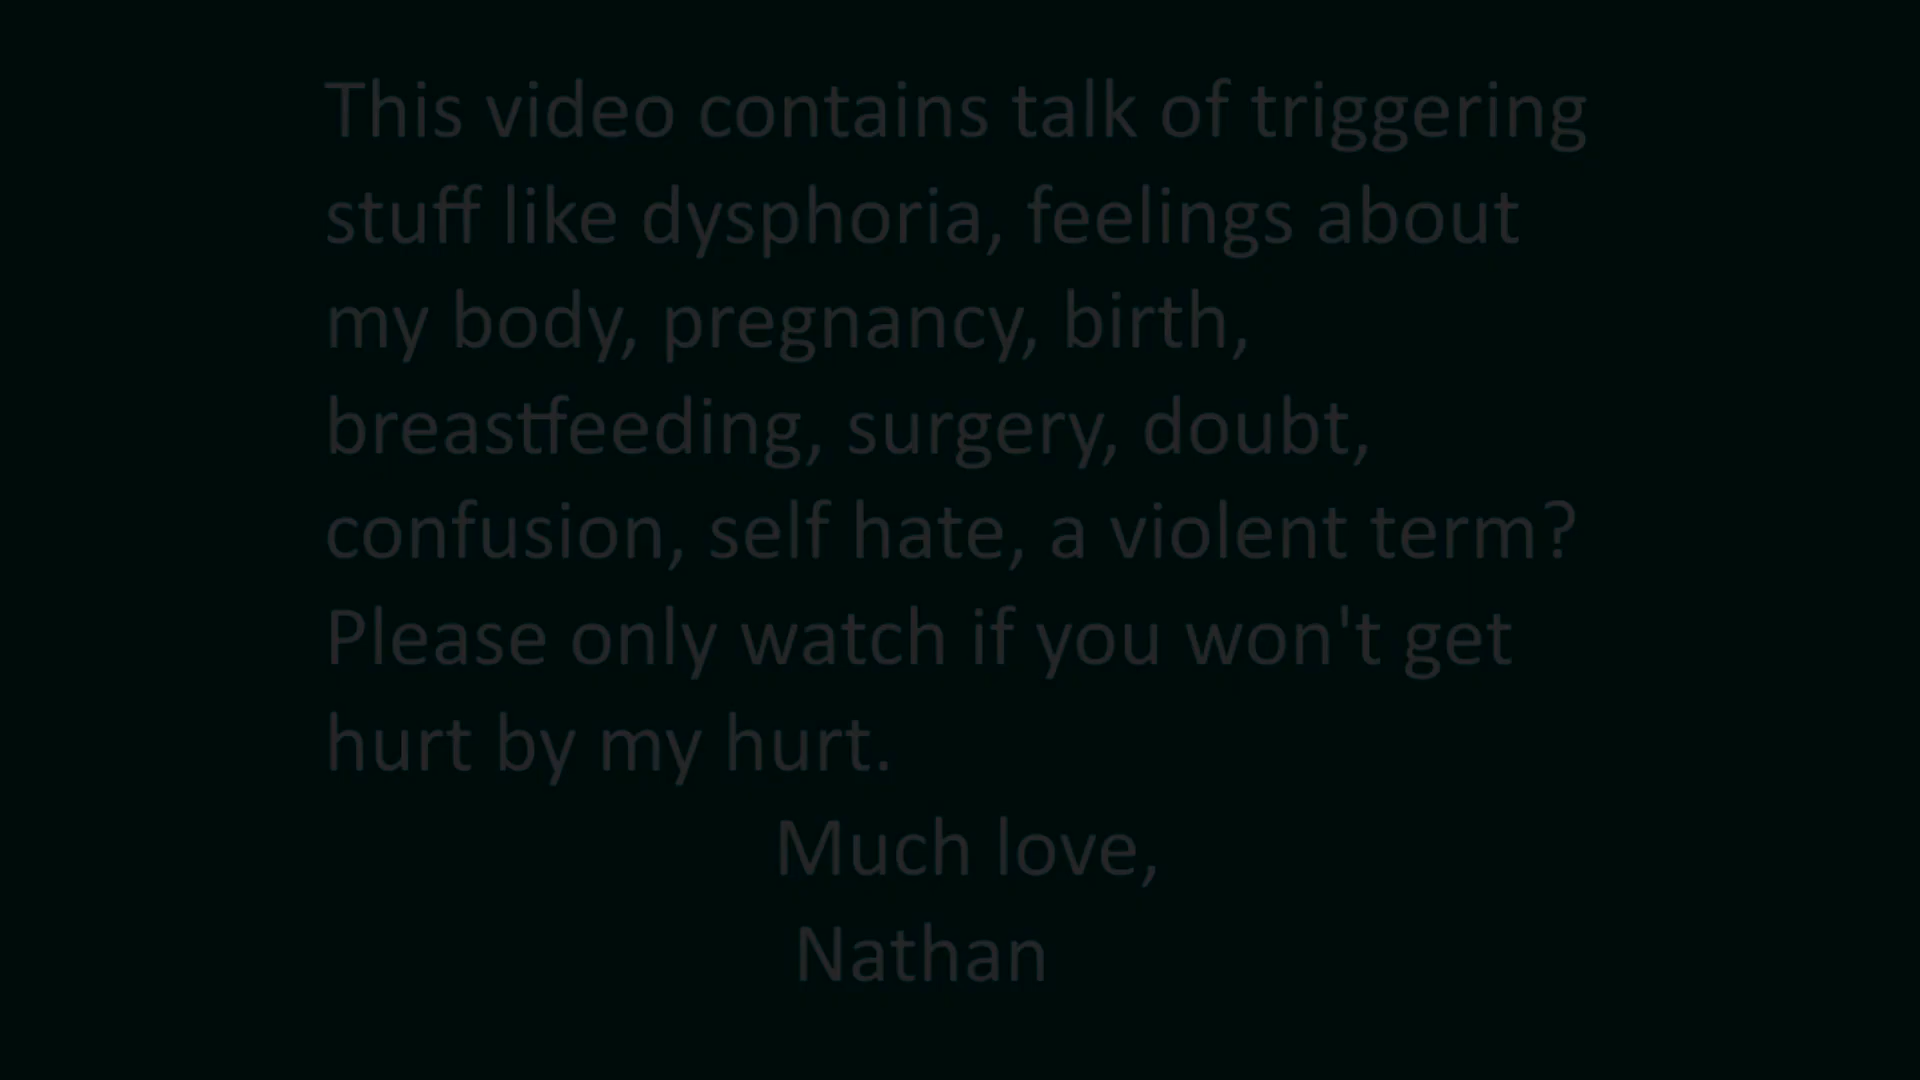 This video contains talk of triggering
stuff like dysphoria, feelings about
my body, pregnancy, birth,
breastfeeding, surgery, doubt,
confusion, self hate, a violent term?
Please only watch if you won't get
hurt by my hurt.
Much love,
Nathan